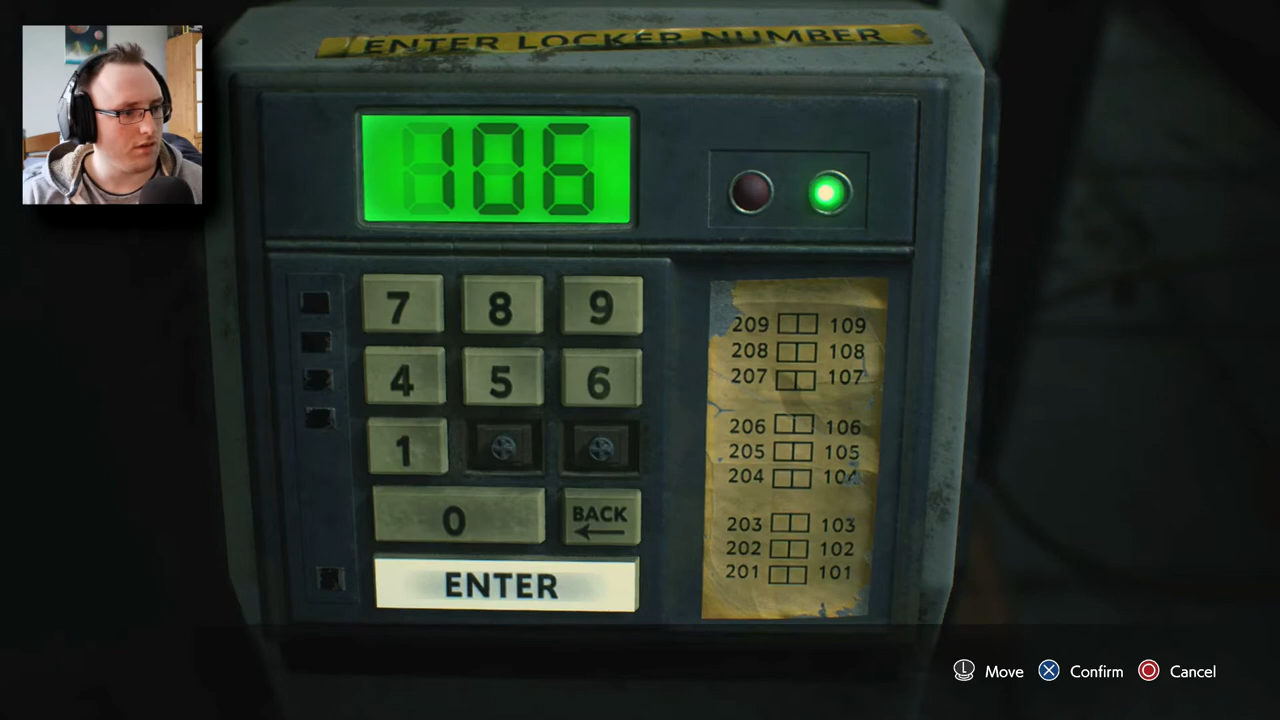 ENTER LOCKER NUMBER
106
7 8 9
4 5 6
1
0 BACK
ENTER
209 109
208 108
207 107
206 106
205 105
204 104
203 103
202 102
201 101
L Move Confirm Cancel